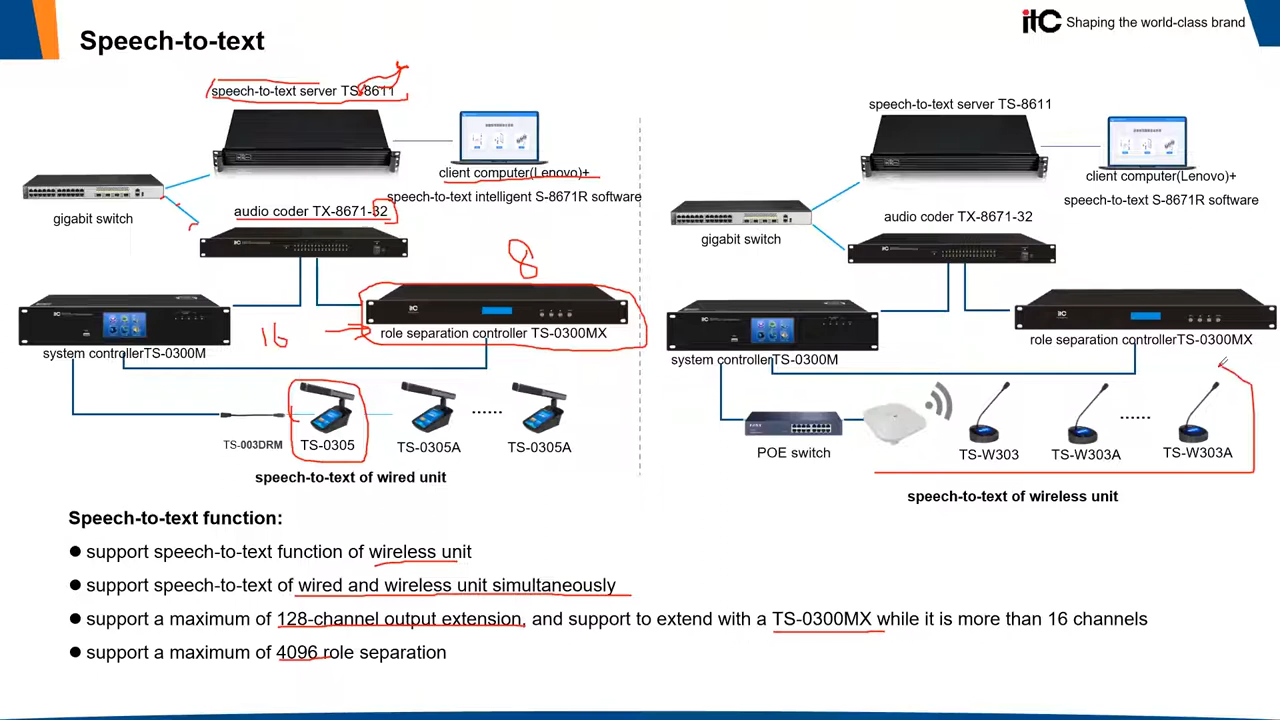 itc Shaping the world-class brand
Speech-to-text
speech-to-text server TS-8611
client computer(Lenovo)+
speech-to-text intelligent S-8671R software
gigabit switch
audio coder TX-8671-32
8
16
role separation controller TS-0300MX
system controllerTS-0300M
TS-003DRM
TS-0305
TS-0305A
......
TS-0305A
speech-to-text of wired unit
speech-to-text server TS-8611
client computer(Lenovo)+
speech-to-text S-8671R software
gigabit switch
audio coder TX-8671-32
role separation controllerTS-0300MX
system controllerTS-0300M
POE switch
TS-W303
TS-W303A
......
TS-W303A
speech-to-text of wireless unit
Speech-to-text function:
● support speech-to-text function of wireless unit
● support speech-to-text of wired and wireless unit simultaneously
● support a maximum of 128-channel output extension, and support to extend with a TS-0300MX while it is more than 16 channels
● support a maximum of 4096 role separation